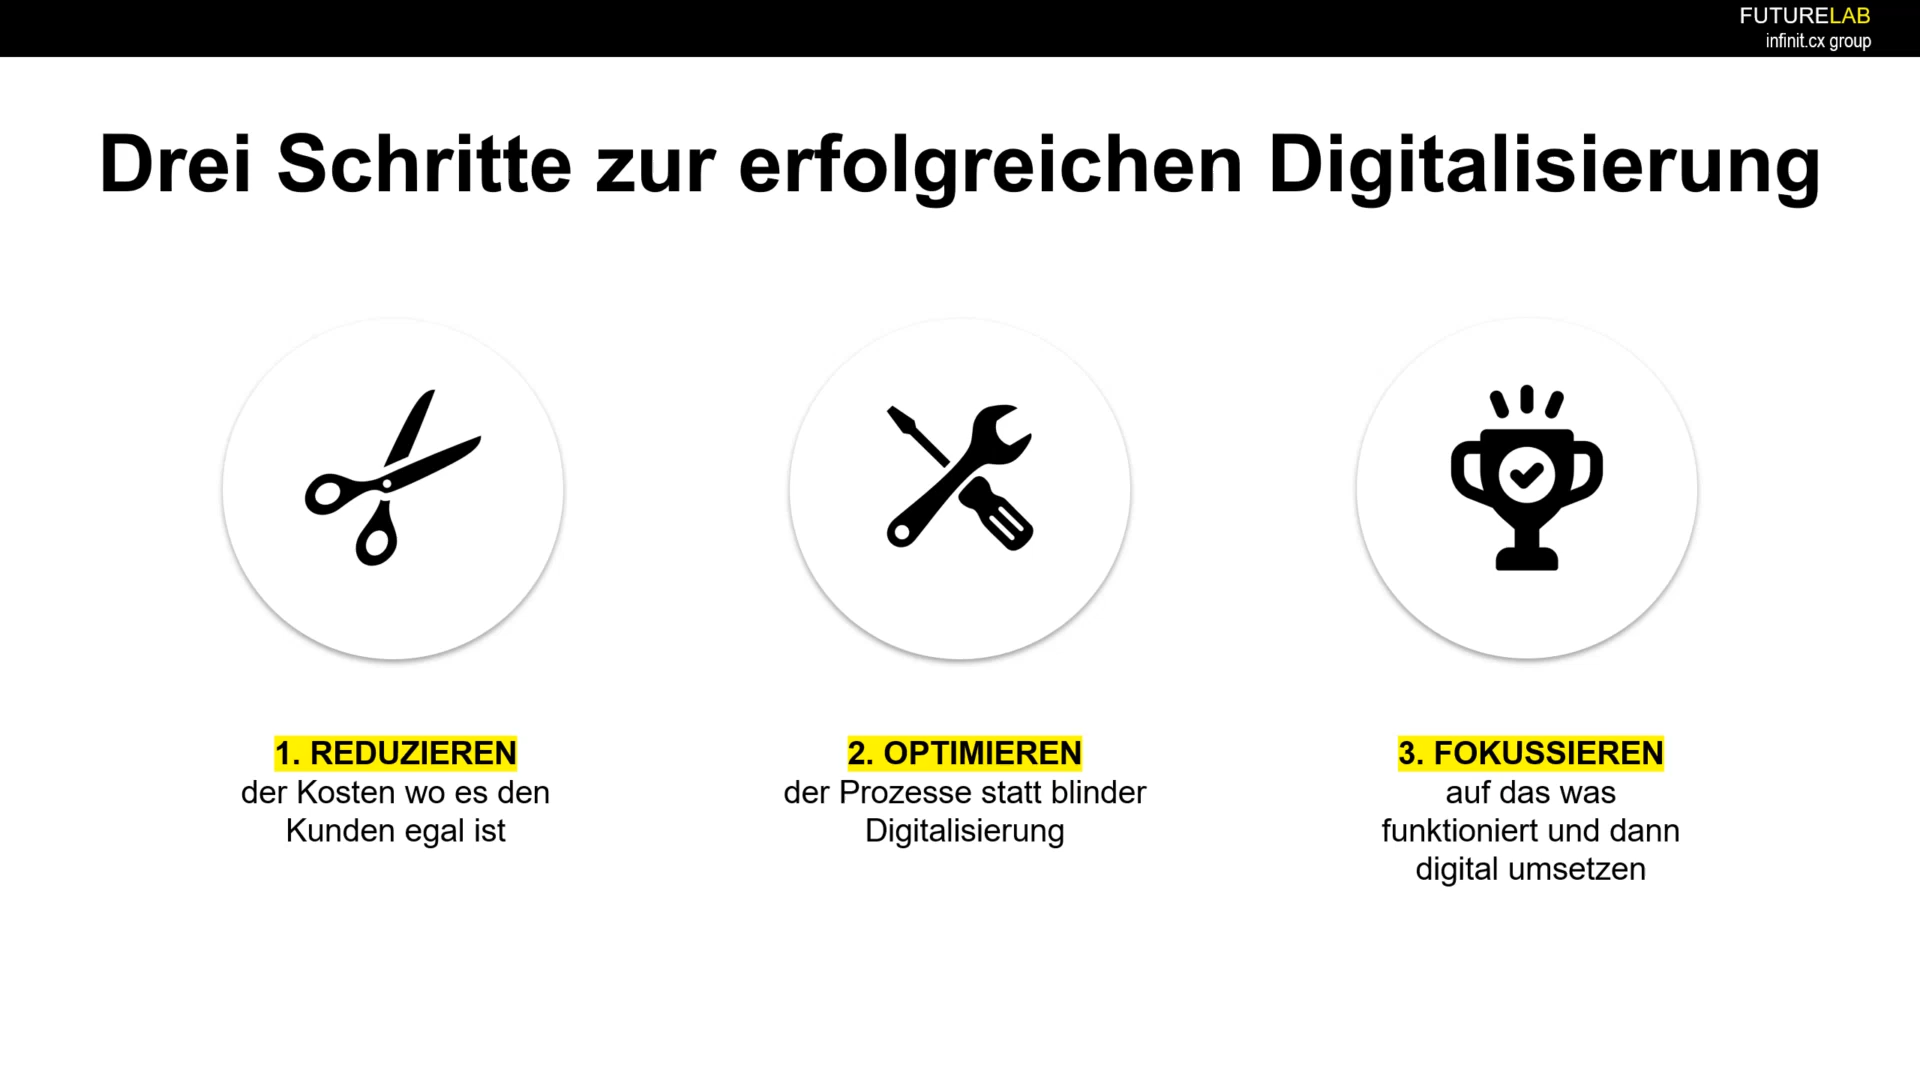 FUTURELAB
infinit.cx group
Drei Schritte zur erfolgreichen Digitalisierung
1. REDUZIEREN
der Kosten wo es den
Kunden egal ist
2. OPTIMIEREN
der Prozesse statt blinder
Digitalisierung
3. FOKUSSIEREN
auf das was
funktioniert und dann
digital umsetzen